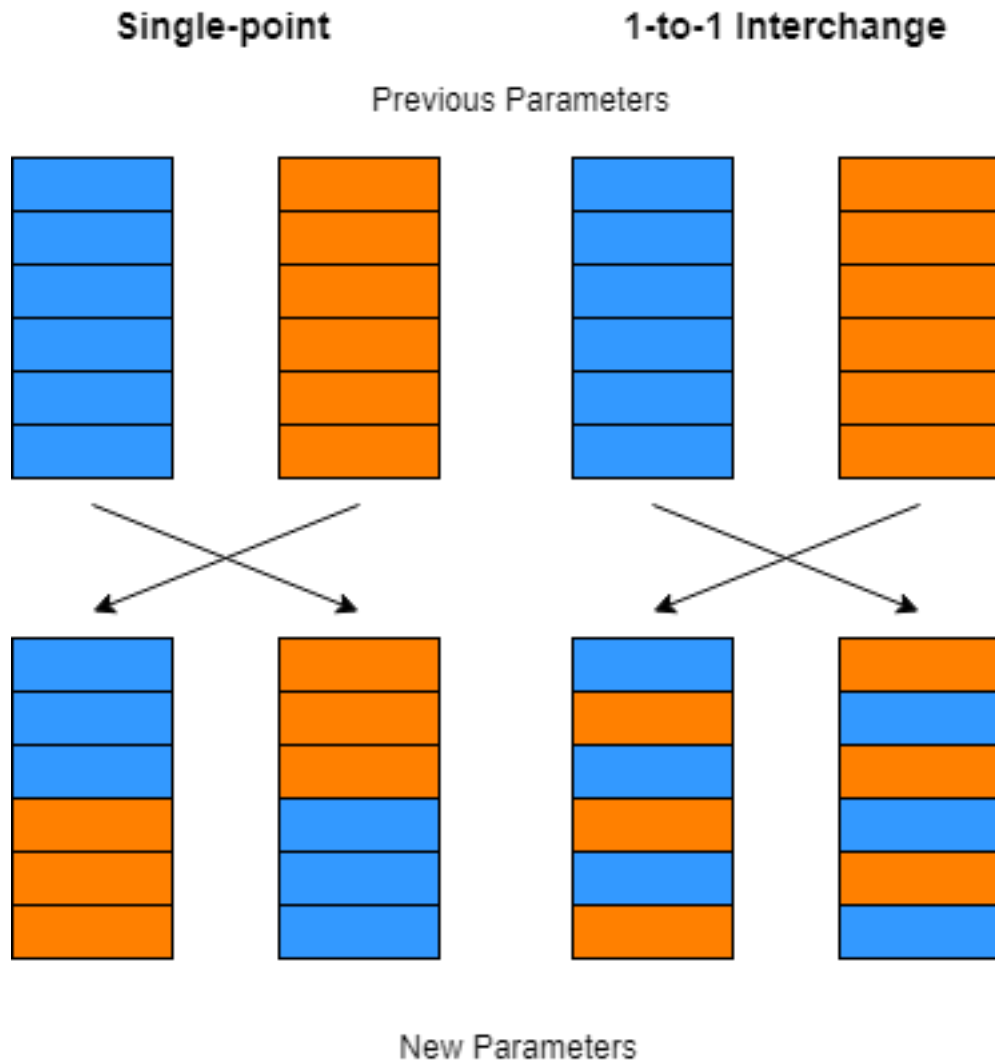 Single-point
1-to-1 Interchange
Previous Parameters
New Parameters